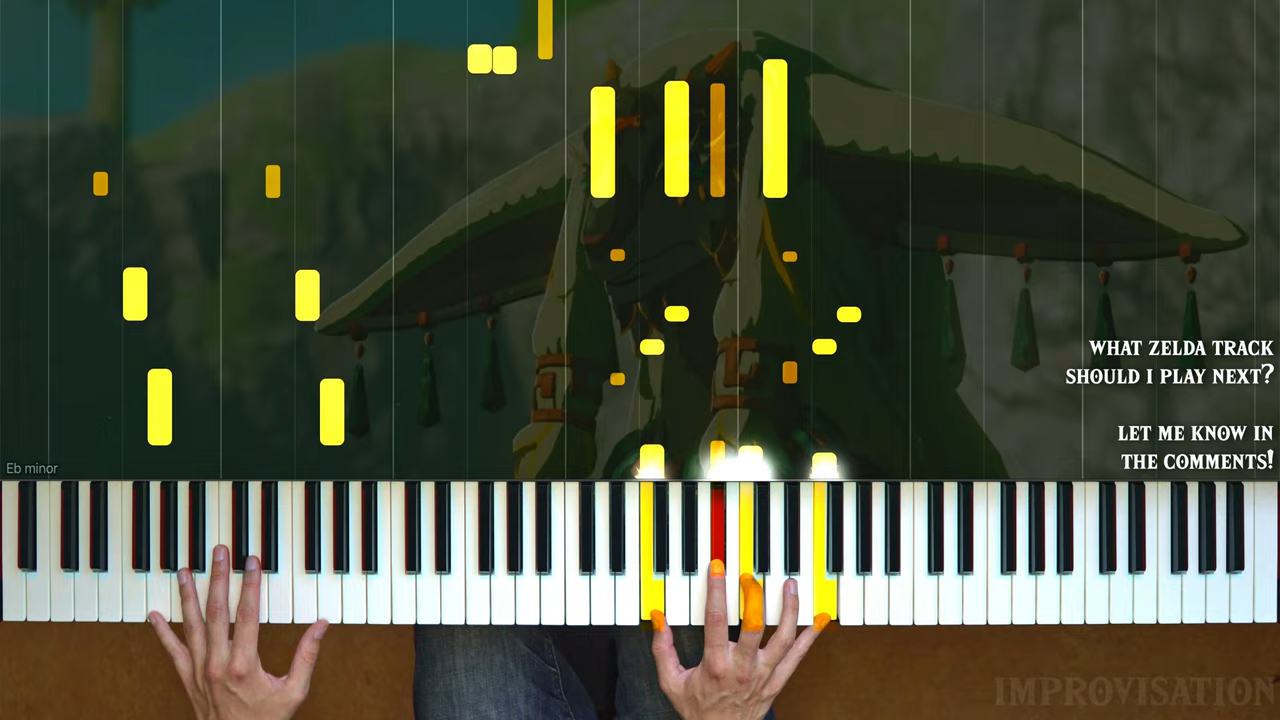 WHAT ZELDA TRACK
SHOULD I PLAY NEXT?
LET ME KNOW IN
THE COMMENTS!
Eb minor
IMPROVISATION